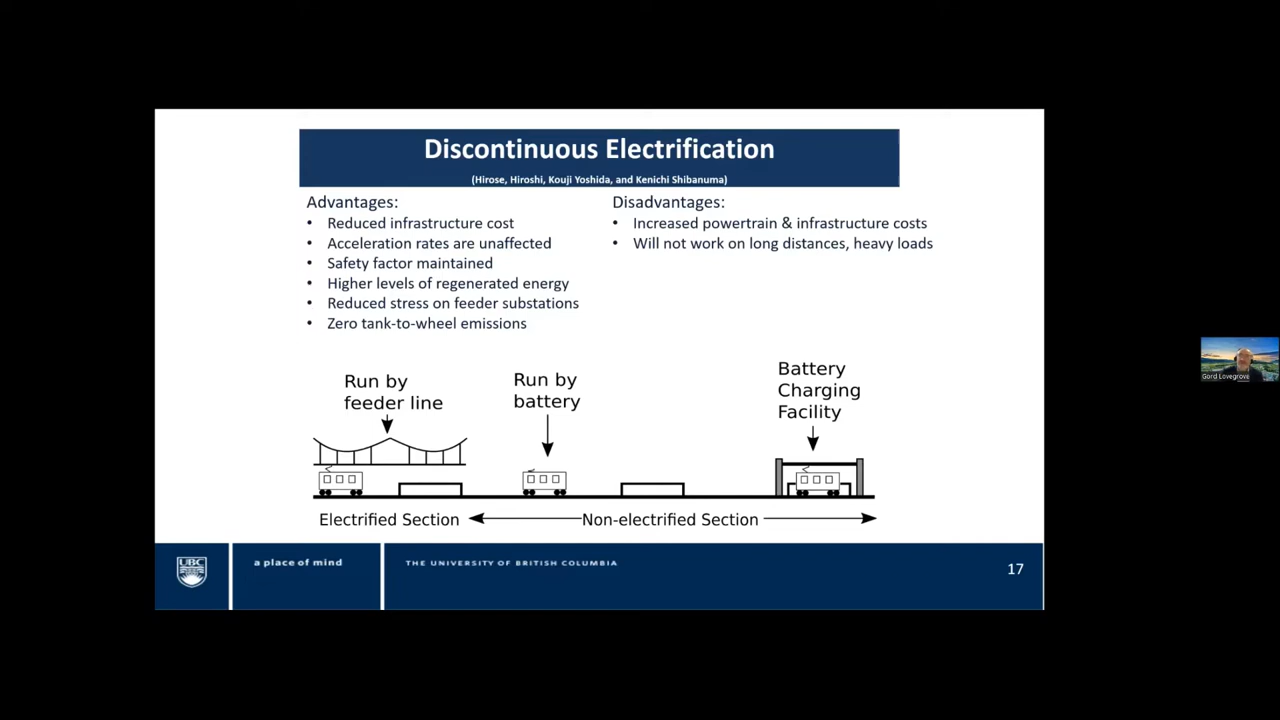 Discontinuous Electrification
(Hirose, Hiroshi, Kouji Yoshida, and Kenichi Shibanuma)
Advantages:
• Reduced infrastructure cost
• Acceleration rates are unaffected
• Safety factor maintained
• Higher levels of regenerated energy
• Reduced stress on feeder substations
• Zero tank-to-wheel emissions
Disadvantages:
• Increased powertrain & infrastructure costs
• Will not work on long distances, heavy loads
Run by
feeder line
Run by
battery
Battery
Charging
Facility
Electrified Section
Non-electrified Section
UBC
a place of mind
THE UNIVERSITY OF BRITISH COLUMBIA
17
Gord Lovegrove